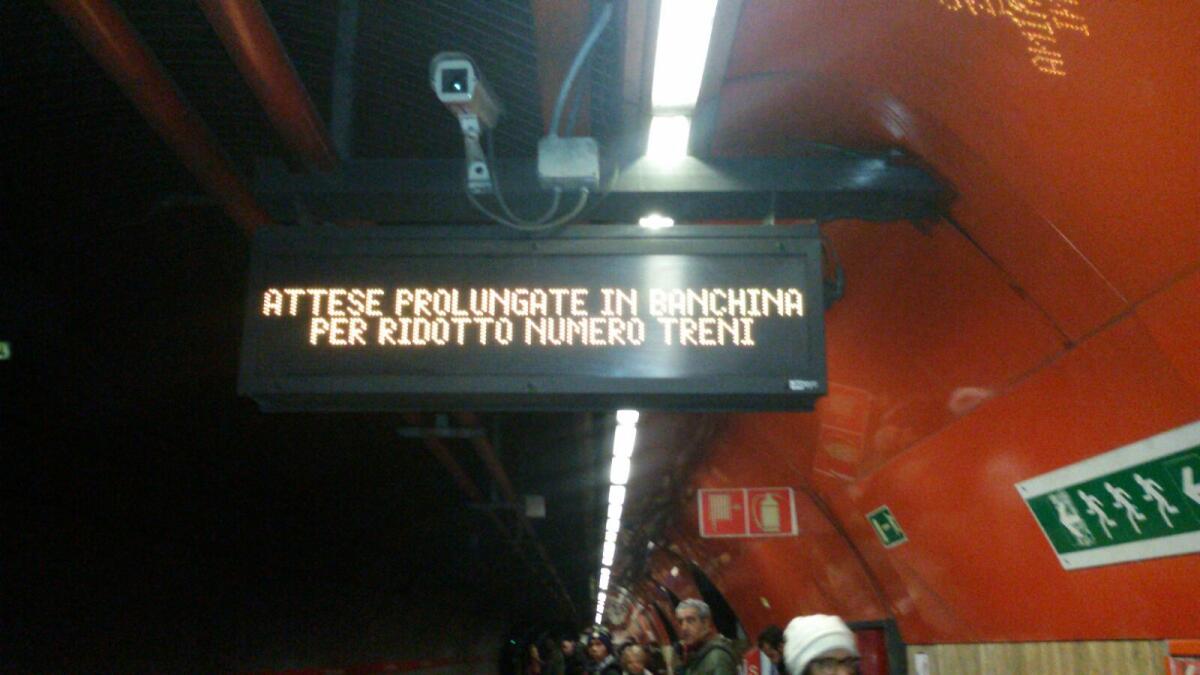 ATTESE PROLUNGATE IN BANCHINA
PER RIDOTTO NUMERO TRENI